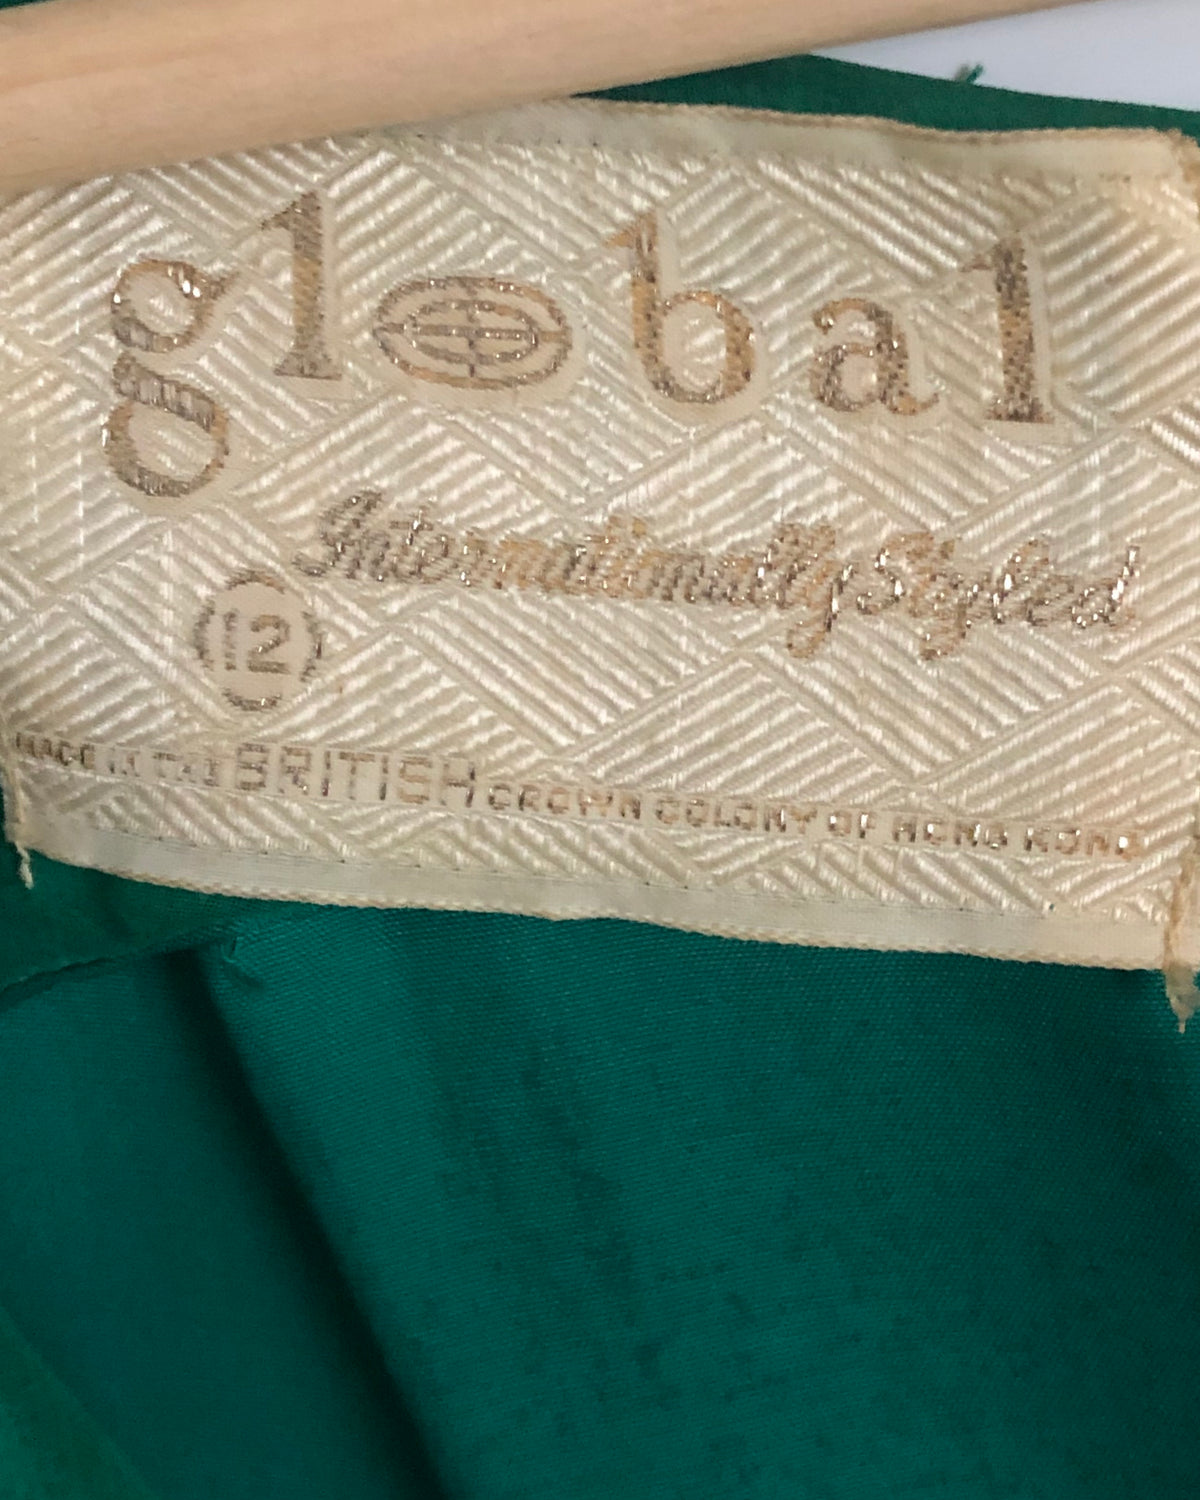 global
Internationally Styled
12
MADE IN THE BRITISH CROWN COLONY OF HONG KONG